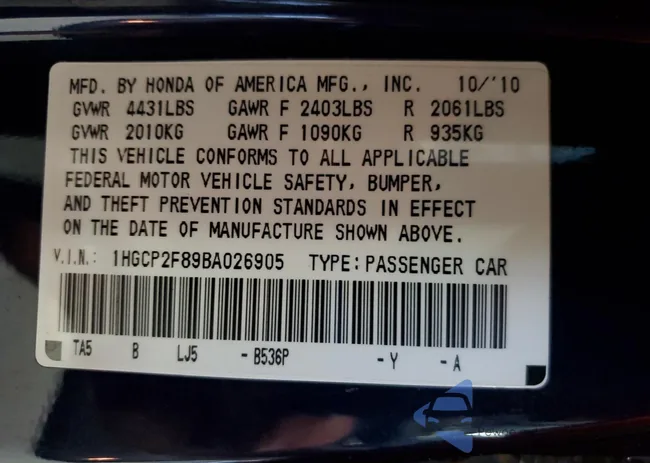 MFD. BY HONDA OF AMERICA MFG., INC. 10/'10
GVWR 4431LBS GAWR F 2403LBS R 2061LBS
GVWR 2010KG GAWR F 1090KG R 935KG
THIS VEHICLE CONFORMS TO ALL APPLICABLE
FEDERAL MOTOR VEHICLE SAFETY, BUMPER,
AND THEFT PREVENTION STANDARDS IN EFFECT
ON THE DATE OF MANUFACTURE SHOWN ABOVE.
V.I.N.: 1HGCP2F89BA026905 TYPE: PASSENGER CAR
TA5 B LJ5 - B536P - Y - A